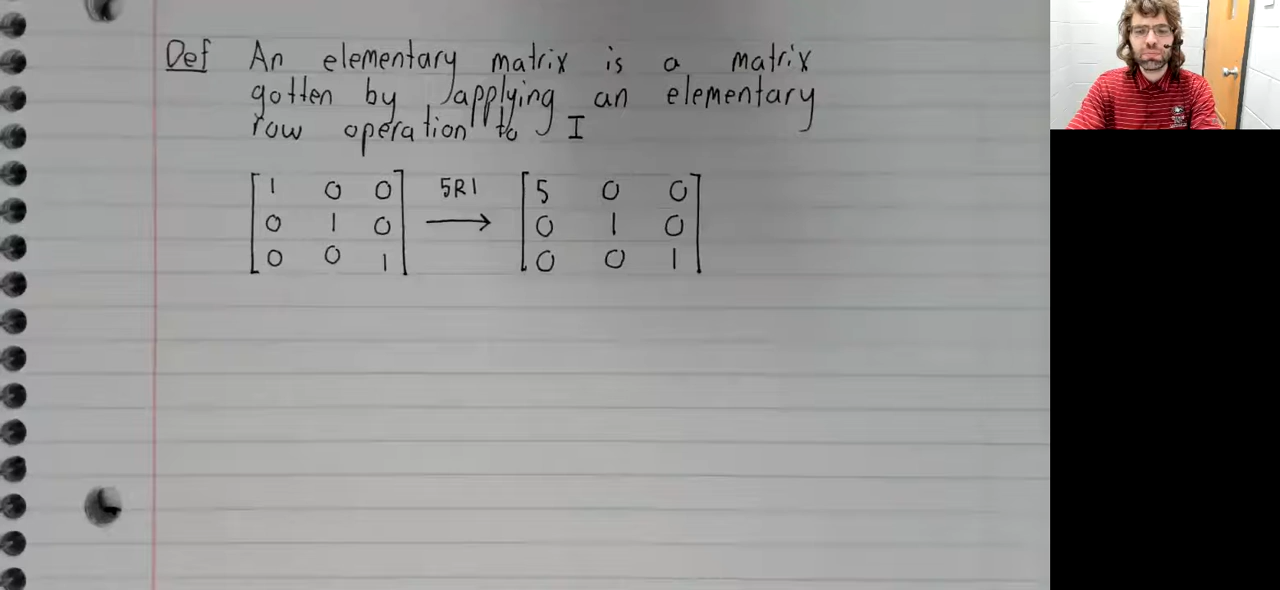 Def An elementary matrix is a matrix
gotten by applying an elementary
row operation to I
1 0 0 5R1 5 0 0
0 1 0 → 0 1 0
0 0 1 0 0 1